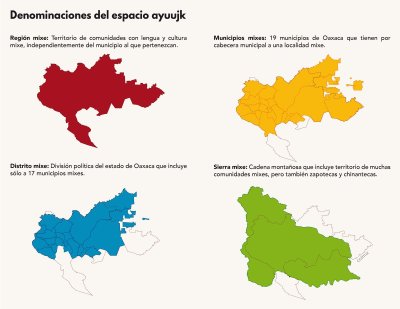 Denominaciones del espacio ayuujk
Región mixe: Territorio de comunidades con lengua y cultura
mixe, independientemente del municipio al que pertenezcan.
Municipios mixes: 19 municipios de Oaxaca que tienen por
cabecera municipal a una localidad mixe.
Distrito mixe: División política del estado de Oaxaca que incluye
sólo a 17 municipios mixes.
Sierra mixe: Cadena montañosa que incluye territorio de muchas
comunidades mixes, pero también zapotecas y chinantecas.